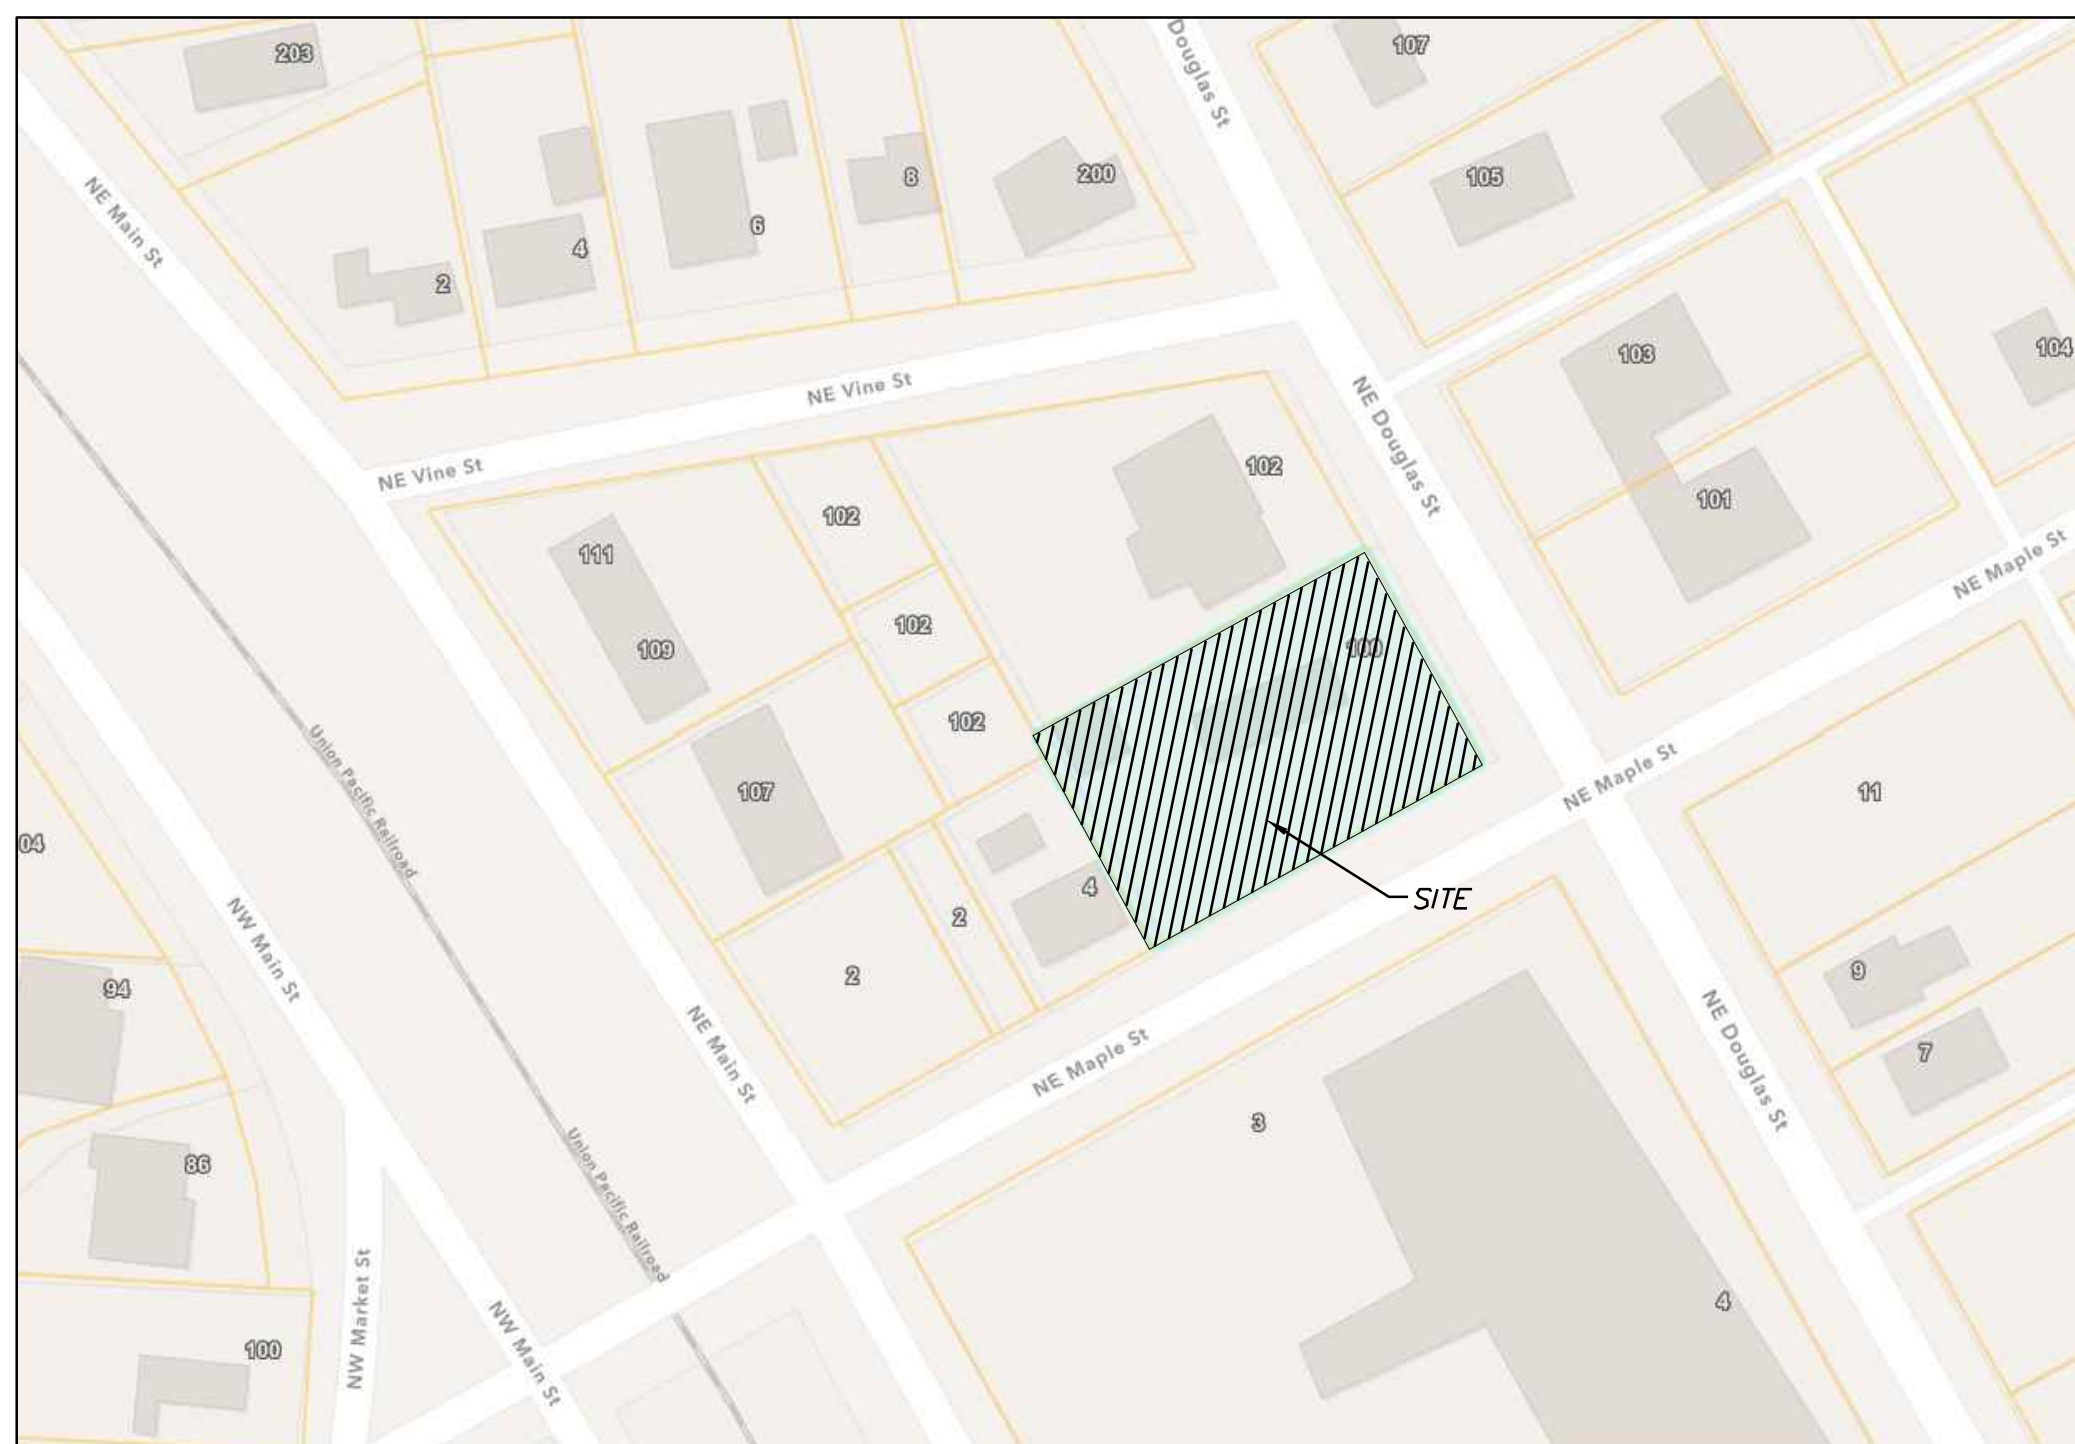 203
Douglas St
107
NE Main St
8
200
105
6
4
2
103
104
NE Vine St
NE Douglas St
NE Vine St
102
101
102
111
NE Maple St
102
109
100
102
Union Pacific Railroad
107
NE Maple St
11
04
4
SITE
2
NW Main St
2
94
9
NE Main St
NE Maple St
NE Douglas St
7
3
86
Union Pacific Railroad
4
NW Market St
NW Main St
100